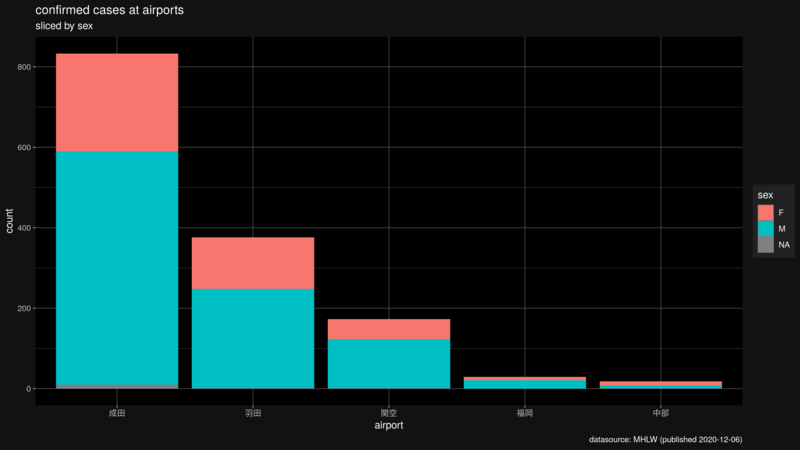 confirmed cases at airports
sliced by sex
count
800
600
400
200
0
成田 羽田 関空 福岡 中部
airport
sex
F
M
NA
datasource: MHLW (published 2020-12-06)